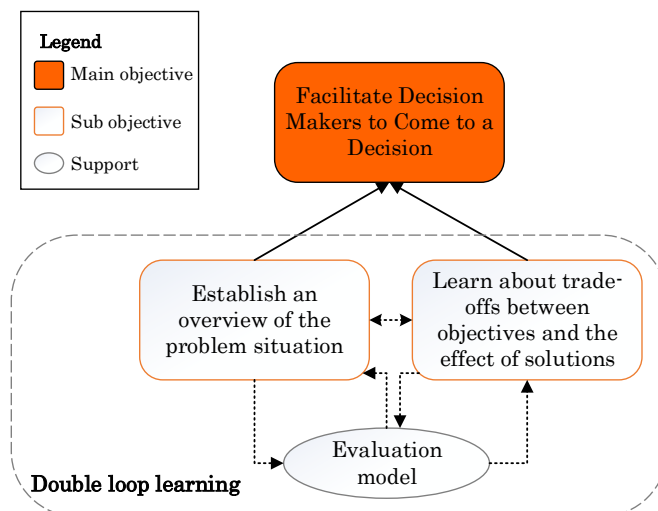 Legend
Main objective
Sub objective
Support
Facilitate Decision
Makers to Come to a
Decision
Establish an
overview of the
problem situation
Learn about trade-
offs between
objectives and the
effect of solutions
Evaluation
model
Double loop learning